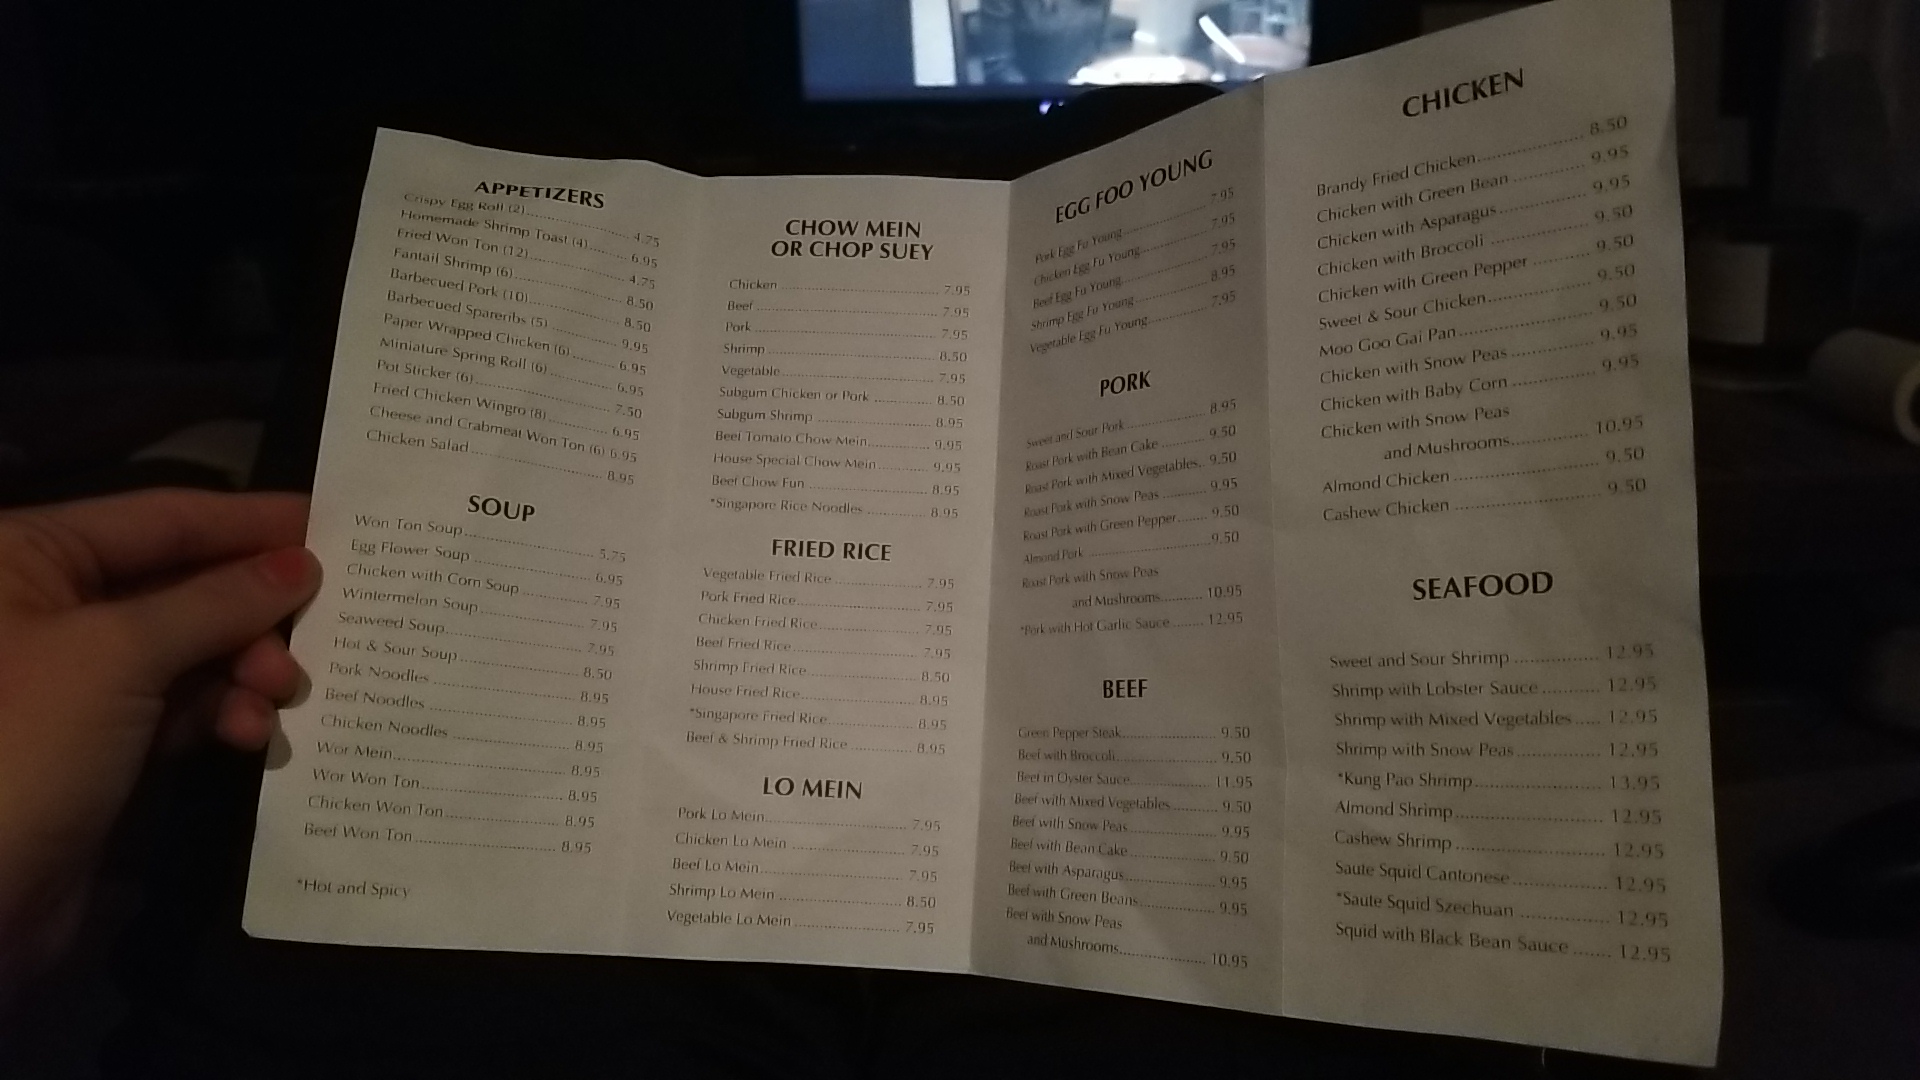 APPETIZERS
Crispy Egg Roll (2) 4.75
Homemade Shrimp Toast (4) 6.95
Fried Won Ton (12) 4.75
Fantail Shrimp (6) 8.50
Barbecued Pork (10) 8.50
Barbecued Spareribs (5) 9.95
Paper Wrapped Chicken (6) 6.95
Miniature Spring Roll (6) 6.95
Pot Sticker (6) 7.50
Fried Chicken Wingro (8) 6.95
Cheese and Crabmeat Won Ton (6) 6.95
Chicken Salad 8.95
SOUP
Won Ton Soup 5.75
Egg Flower Soup 6.95
Chicken with Corn Soup 7.95
Wintermelon Soup 7.95
Seaweed Soup 7.95
Hot & Sour Soup 8.50
Pork Noodles 8.95
Beef Noodles 8.95
Chicken Noodles 8.95
Wor Mein 8.95
Wor Won Ton 8.95
Chicken Won Ton 8.95
Beef Won Ton 8.95
*Hot and Spicy
CHOW MEIN
OR CHOP SUEY
Chicken 7.95
Beef 7.95
Pork 7.95
Shrimp 8.50
Vegetable 7.95
Subgum Chicken or Pork 8.50
Subgum Shrimp 8.95
Beef Tomato Chow Mein 9.95
House Special Chow Mein 9.95
Beef Chow Fun 8.95
*Singapore Rice Noodles 8.95
FRIED RICE
Vegetable Fried Rice 7.95
Pork Fried Rice 7.95
Chicken Fried Rice 7.95
Beef Fried Rice 7.95
Shrimp Fried Rice 8.50
House Fried Rice 8.95
*Singapore Fried Rice 8.95
Beef & Shrimp Fried Rice 8.95
LO MEIN
Pork Lo Mein 7.95
Chicken Lo Mein 7.95
Beef Lo Mein 7.95
Shrimp Lo Mein 8.50
Vegetable Lo Mein 7.95
EGG FOO YOUNG
Pork Egg Fu Young 7.95
Chicken Egg Fu Young 7.95
Beef Egg Fu Young 7.95
Shrimp Egg Fu Young 8.95
Vegetable Egg Fu Young 7.95
PORK
Sweet and Sour Pork 8.95
Roast Pork with Bean Cake 9.50
Roast Pork with Mixed Vegetables 9.50
Roast Pork with Snow Peas 9.95
Roast Pork with Green Pepper 9.50
Almond Pork 9.50
Roast Pork with Snow Peas
and Mushrooms 10.95
*Pork with Hot Garlic Sauce 12.95
BEEF
Green Pepper Steak 9.50
Beef with Broccoli 9.50
Beef in Oyster Sauce 11.95
Beef with Mixed Vegetables 9.50
Beef with Snow Peas 9.95
Beef with Bean Cake 9.50
Beef with Asparagus 9.95
Beef with Green Beans 9.95
Beef with Snow Peas
and Mushrooms 10.95
CHICKEN
Brandy Fried Chicken 8.50
Chicken with Green Bean 9.95
Chicken with Asparagus 9.95
Chicken with Broccoli 9.50
Chicken with Green Pepper 9.50
Sweet & Sour Chicken 9.50
Moo Goo Gai Pan 9.50
Chicken with Snow Peas 9.95
Chicken with Baby Corn 9.95
Chicken with Snow Peas
and Mushrooms 10.95
Almond Chicken 9.50
Cashew Chicken 9.50
SEAFOOD
Sweet and Sour Shrimp 12.95
Shrimp with Lobster Sauce 12.95
Shrimp with Mixed Vegetables 12.95
Shrimp with Snow Peas 12.95
*Kung Pao Shrimp 13.95
Almond Shrimp 12.95
Cashew Shrimp 12.95
Saute Squid Cantonese 12.95
*Saute Squid Szechuan 12.95
Squid with Black Bean Sauce 12.95